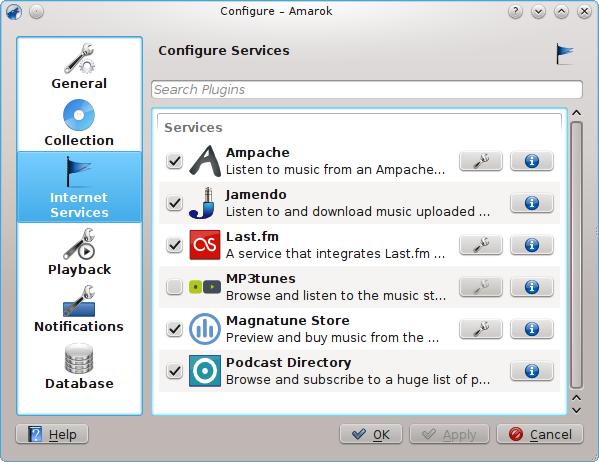 Configure – Amarok
General
Collection
Internet
Services
Playback
Notifications
Database
Configure Services
Search Plugins
Services
Ampache
Listen to music from an Ampache...
Jamendo
Listen to and download music uploaded ...
Last.fm
A service that integrates Last.fm ...
MP3tunes
Browse and listen to the music st...
Magnatune Store
Preview and buy music from the ...
Podcast Directory
Browse and subscribe to a huge list of p...
Help
OK
Apply
Cancel